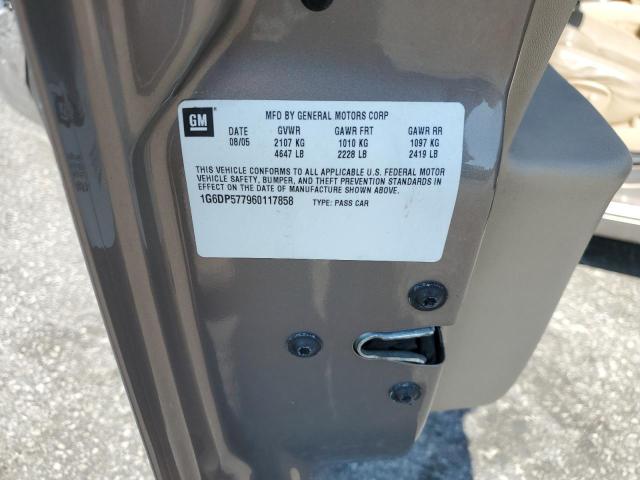 GM
MFD BY GENERAL MOTORS CORP
DATE GVWR GAWR FRT GAWR RR
08/05 2107 KG 1010 KG 1097 KG
4647 LB 2228 LB 2419 LB
THIS VEHICLE CONFORMS TO ALL APPLICABLE U.S. FEDERAL MOTOR
VEHICLE SAFETY, BUMPER, AND THEFT PREVENTION STANDARDS IN
EFFECT ON THE DATE OF MANUFACTURE SHOWN ABOVE.
1G6DP577960117858 TYPE: PASS CAR